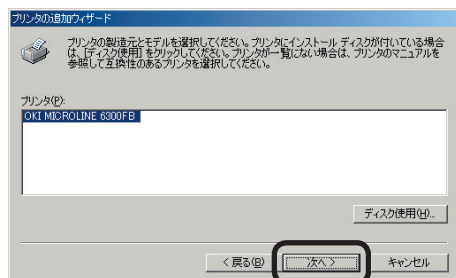 プリンタの追加ウィザード
プリンタの製造元とモデルを選択してください。プリンタにインストール ディスクが付いている場合
は、[ディスク使用] をクリックしてください。プリンタが一覧にない場合は、プリンタのマニュアルを
参照して互換性のあるプリンタを選択してください。
プリンタ(P):
OKI MICROLINE 6300FB
ディスク使用(H)...
< 戻る(B)
次へ >
キャンセル